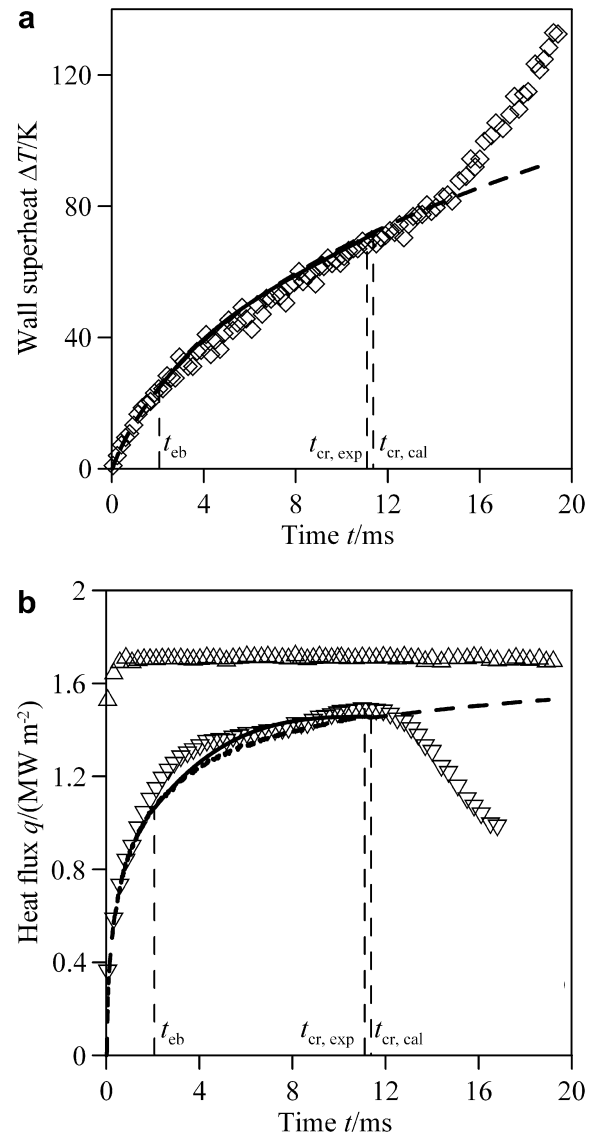 a
120
80
40
0
Wall superheat ΔT/K
t_eb
t_cr, exp
t_cr, cal
0 4 8 12 16 20
Time t/ms
b
2
1.6
1.2
0.8
0.4
0
Heat flux q/(MW m⁻²)
t_eb
t_cr, exp
t_cr, cal
0 4 8 12 16 20
Time t/ms